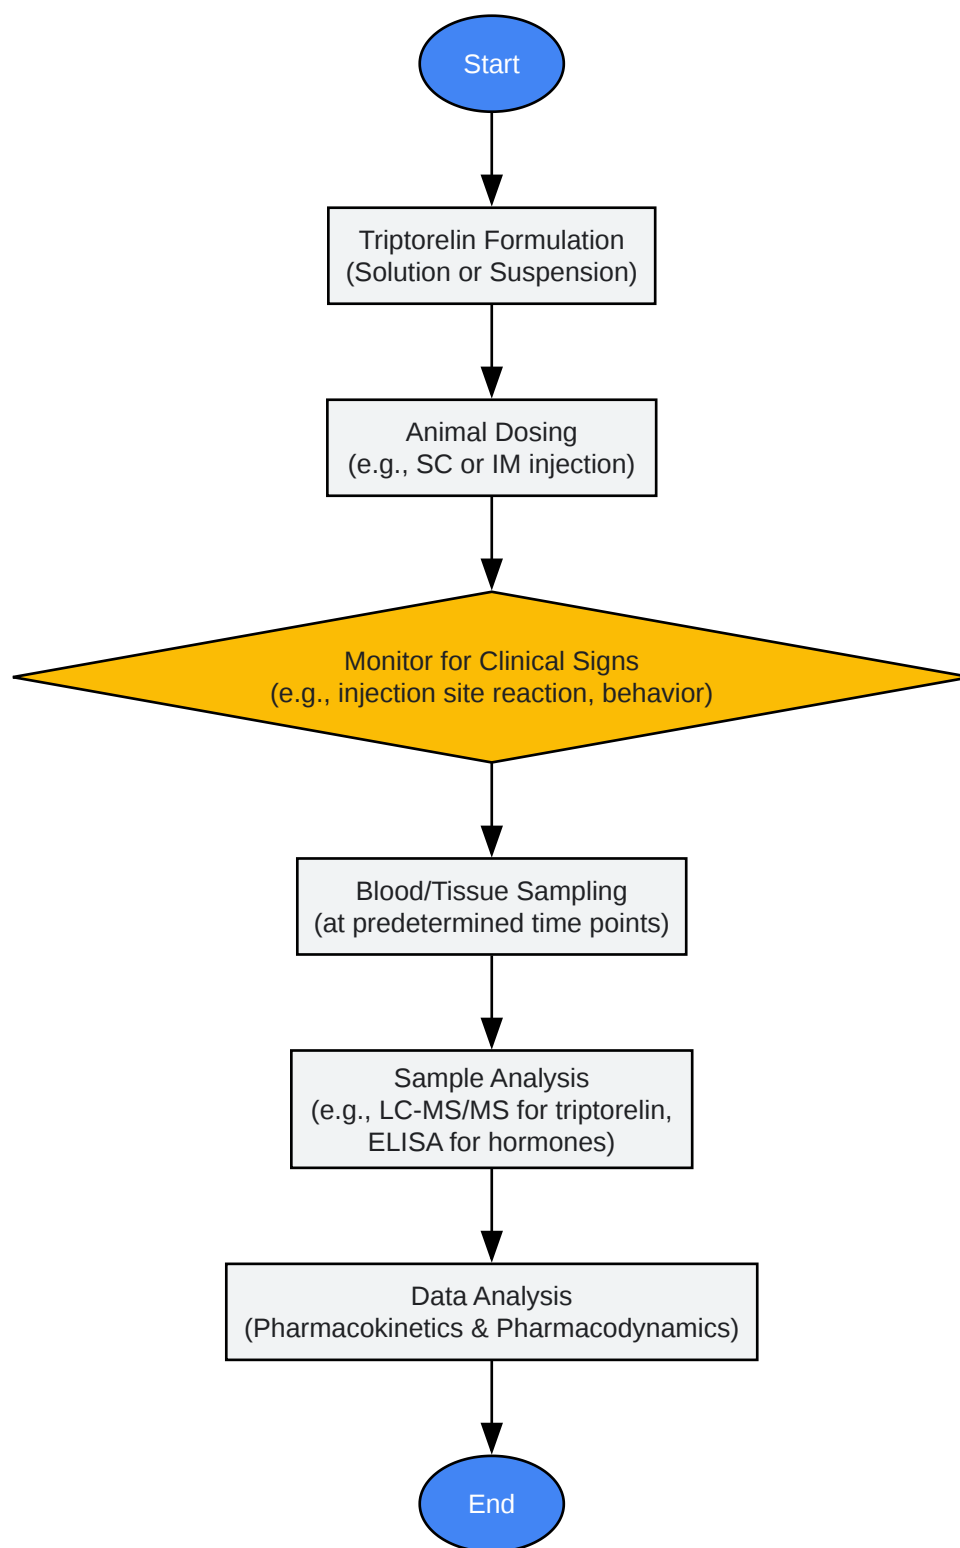 Start
Triptorelin Formulation
(Solution or Suspension)
Animal Dosing
(e.g., SC or IM injection)
Monitor for Clinical Signs
(e.g., injection site reaction, behavior)
Blood/Tissue Sampling
(at predetermined time points)
Sample Analysis
(e.g., LC-MS/MS for triptorelin,
ELISA for hormones)
Data Analysis
(Pharmacokinetics & Pharmacodynamics)
End